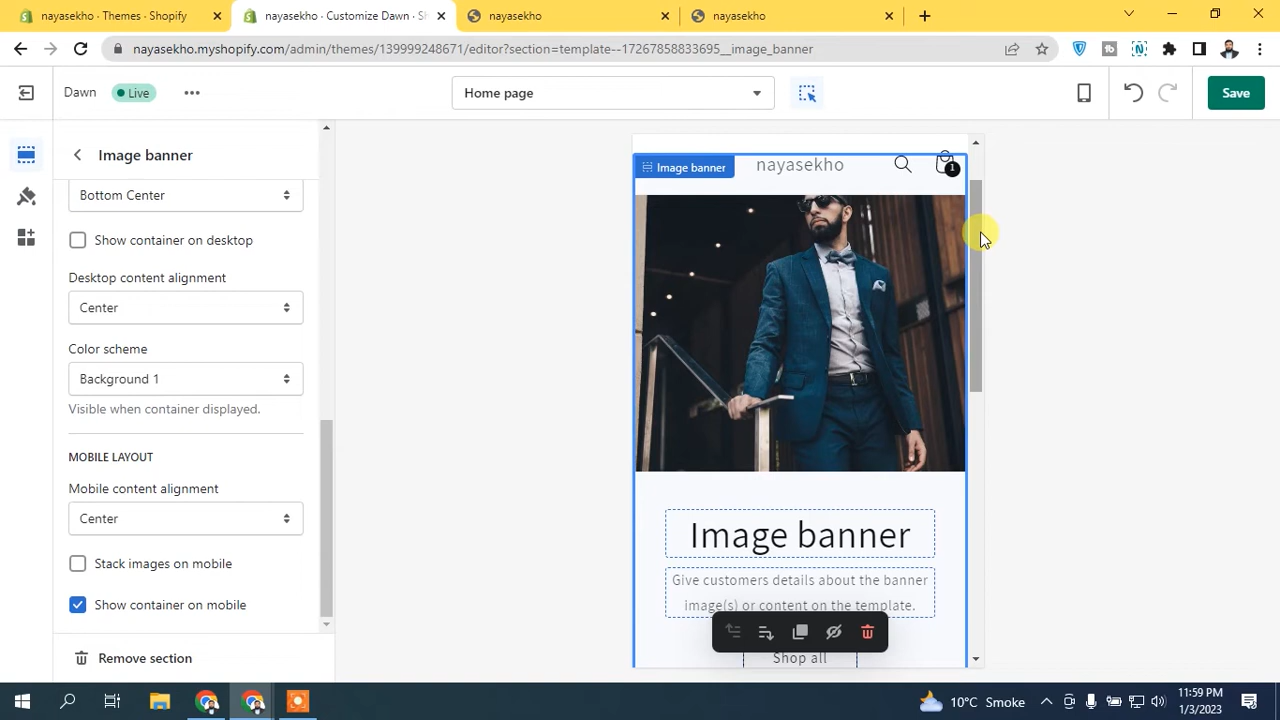 nayasekho - Themes · Shopify
nayasekho · Customize Dawn · Sh
nayasekho
nayasekho
nayasekho.myshopify.com/admin/themes/139999248671/editor?section=template--17267858833695__image_banner
Dawn
Live
Home page
Save
Image banner
Bottom Center
Show container on desktop
Desktop content alignment
Center
Color scheme
Background 1
Visible when container displayed.
MOBILE LAYOUT
Mobile content alignment
Center
Stack images on mobile
Show container on mobile
Remove section
Image banner
nayasekho
1
Image banner
Give customers details about the banner
image(s) or content on the template.
Shop all
10°C Smoke
11:59 PM
1/3/2023